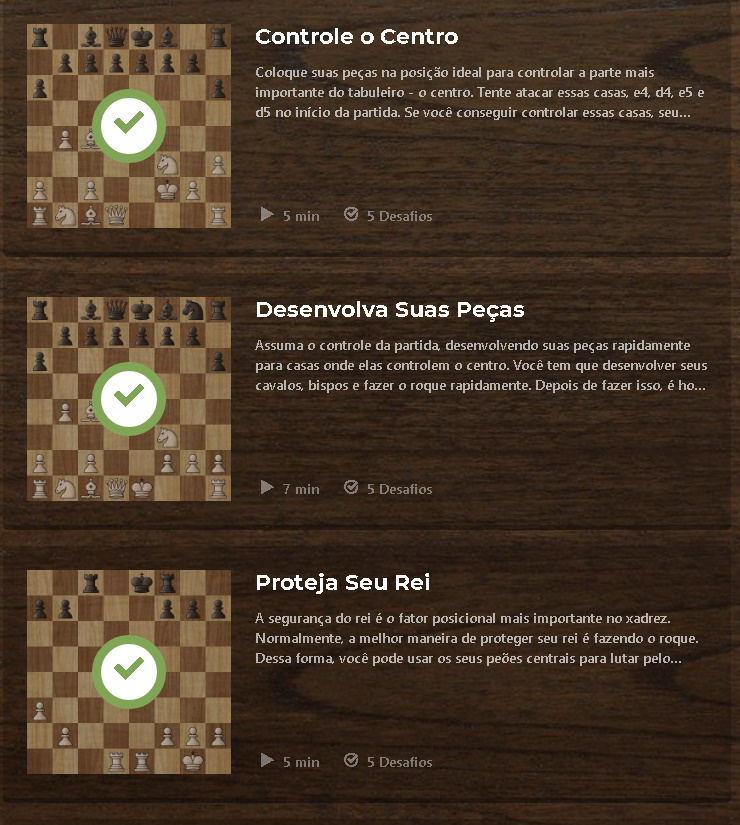 Controle o Centro
Coloque suas peças na posição ideal para controlar a parte mais
importante do tabuleiro - o centro. Tente atacar essas casas, e4, d4, e5 e
d5 no início da partida. Se você conseguir controlar essas casas, seu...
5 min 5 Desafios
Desenvolva Suas Peças
Assuma o controle da partida, desenvolvendo suas peças rapidamente
para casas onde elas controlem o centro. Você tem que desenvolver seus
cavalos, bispos e fazer o roque rapidamente. Depois de fazer isso, é ho...
7 min 5 Desafios
Proteja Seu Rei
A segurança do rei é o fator posicional mais importante no xadrez.
Normalmente, a melhor maneira de proteger seu rei é fazendo o roque.
Dessa forma, você pode usar os seus peões centrais para lutar pelo...
5 min 5 Desafios